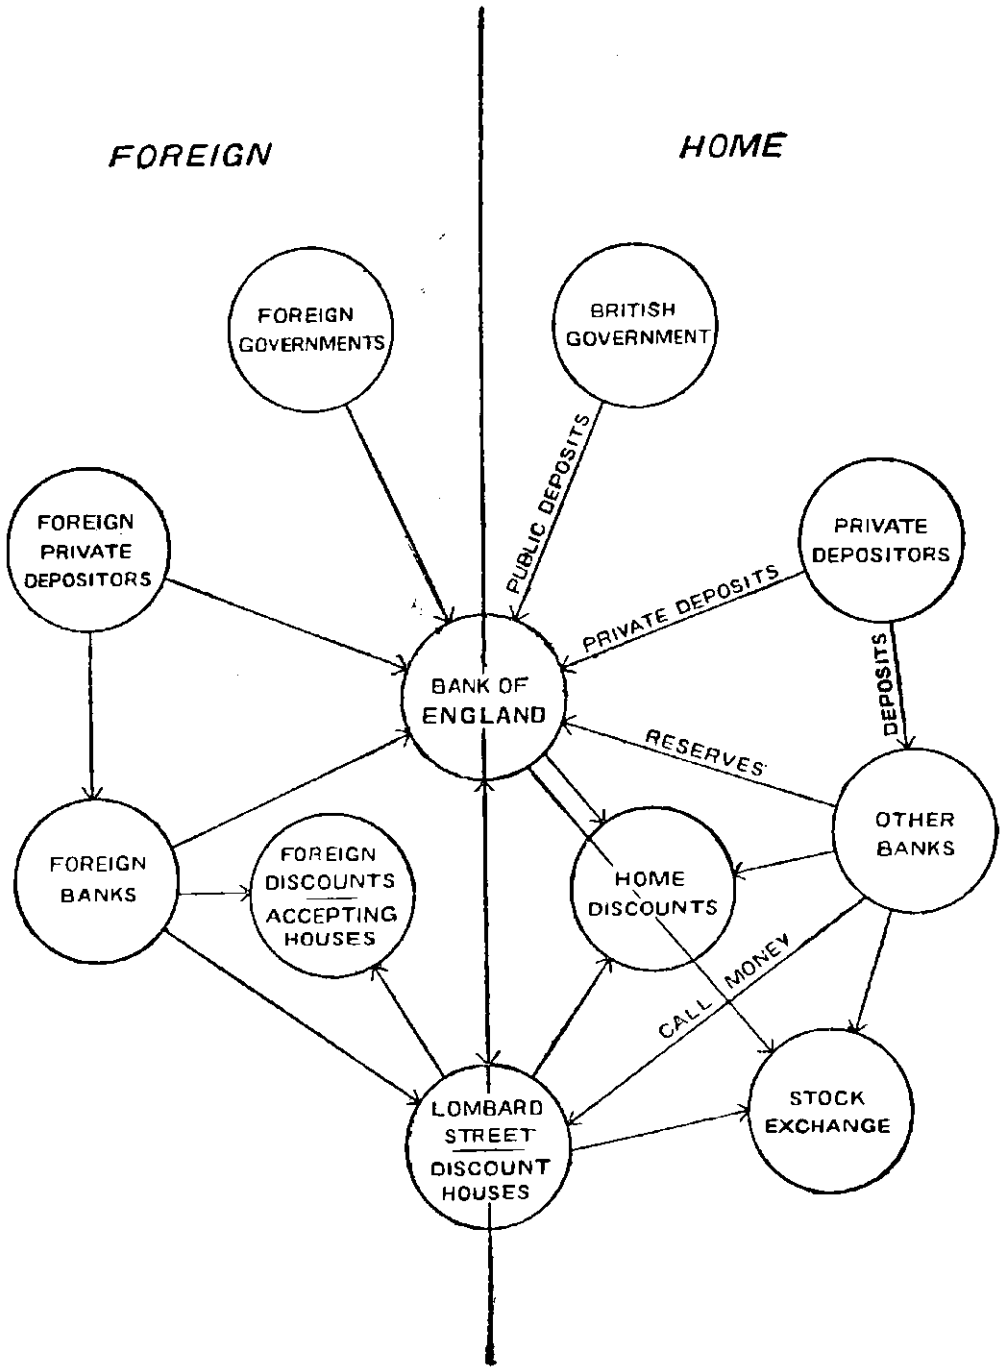 FOREIGN
HOME
FOREIGN
GOVERNMENTS
BRITISH
GOVERNMENT
PUBLIC DEPOSITS
FOREIGN
PRIVATE
DEPOSITORS
PRIVATE
DEPOSITORS
PRIVATE DEPOSITS
DEPOSITS
BANK OF
ENGLAND
RESERVES
FOREIGN
BANKS
FOREIGN
DISCOUNTS
ACCEPTING
HOUSES
HOME
DISCOUNTS
OTHER
BANKS
CALL MONEY
LOMBARD
STREET
DISCOUNT
HOUSES
STOCK
EXCHANGE